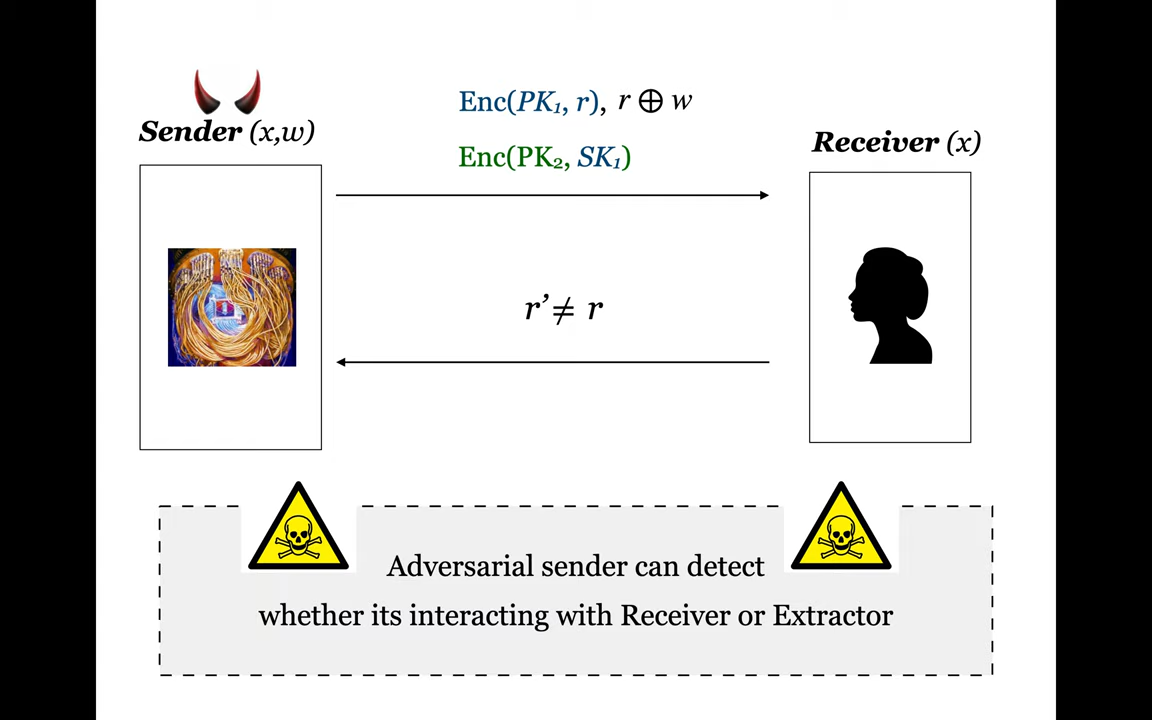 Enc(PK₁, r), r ⊕ w
Sender (x,w)
Receiver (x)
Enc(PK₂, SK₁)
r’ ≠ r
Adversarial sender can detect
whether its interacting with Receiver or Extractor